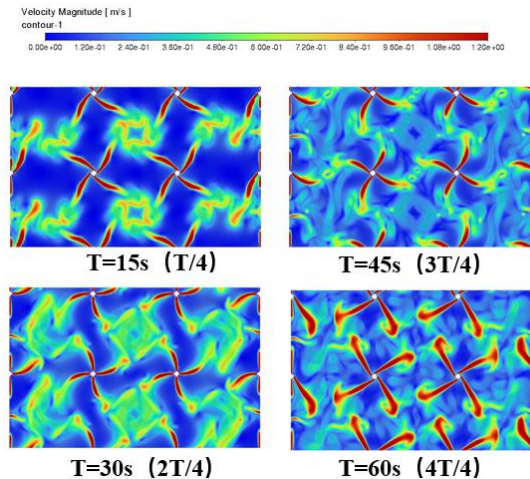 Velocity Magnitude [ m/s ]
contour-1
0.00e+00 1.20e-01 2.40e-01 3.60e-01 4.80e-01 6.00e-01 7.20e-01 8.40e-01 9.60e-01 1.08e+00 1.20e+00
T=15s（T/4） T=45s（3T/4）
T=30s（2T/4） T=60s（4T/4）